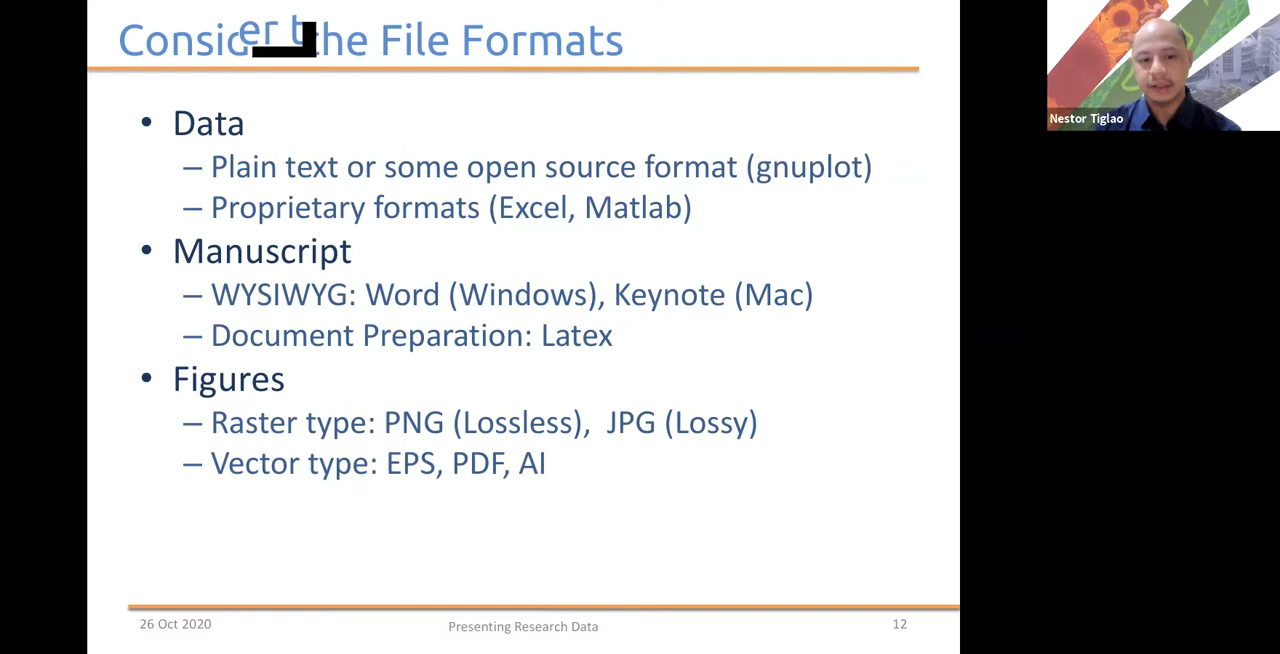 Consider the File Formats
• Data
– Plain text or some open source format (gnuplot)
– Proprietary formats (Excel, Matlab)
• Manuscript
– WYSIWYG: Word (Windows), Keynote (Mac)
– Document Preparation: Latex
• Figures
– Raster type: PNG (Lossless), JPG (Lossy)
– Vector type: EPS, PDF, AI
26 Oct 2020
Presenting Research Data
12
Nestor Tiglao